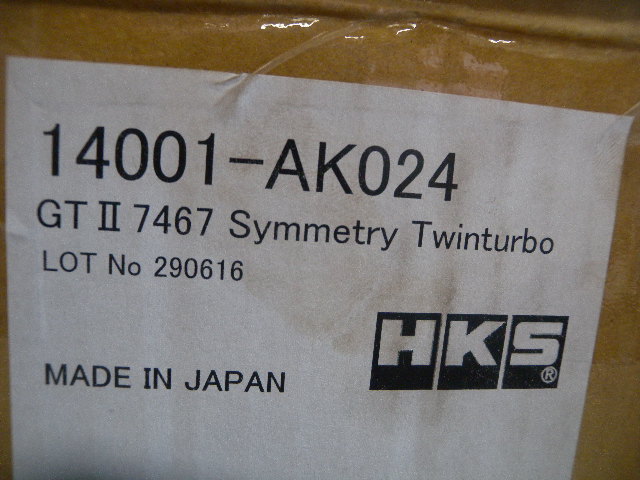 14001-AK024
GT II 7467 Symmetry Twinturbo
LOT No 290616
HKS®
MADE IN JAPAN